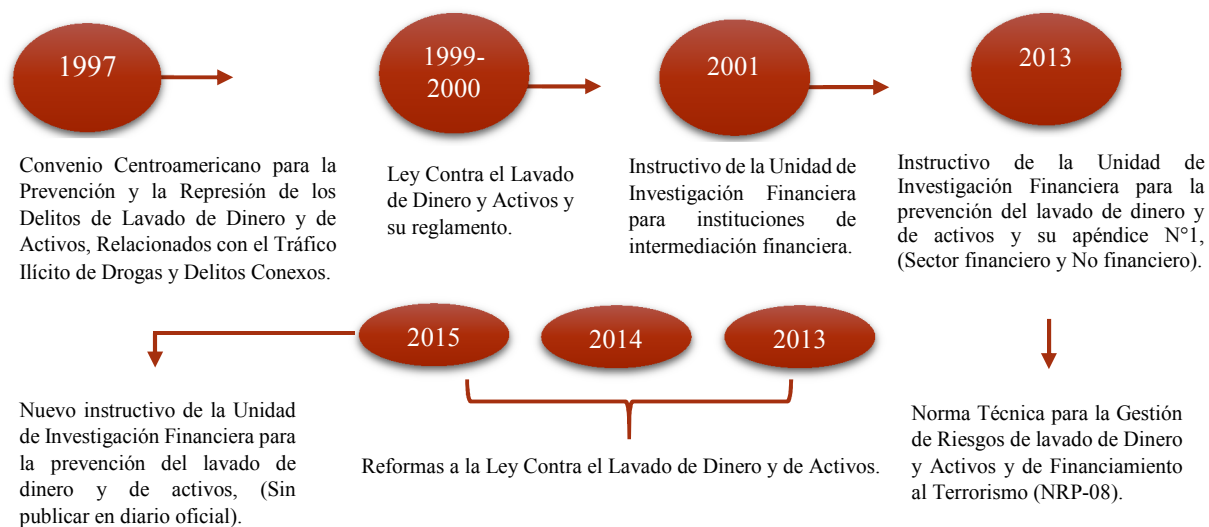 1997
Convenio Centroamericano para la
Prevención y la Represión de los
Delitos de Lavado de Dinero y de
Activos, Relacionados con el Tráfico
Ilícito de Drogas y Delitos Conexos.
1999-
2000
Ley Contra el Lavado
de Dinero y Activos y
su reglamento.
2001
Instructivo de la Unidad de
Investigación Financiera
para instituciones de
intermediación financiera.
2013
Instructivo de la Unidad de
Investigación Financiera para la
prevención del lavado de dinero y
de activos y su apéndice N°1,
(Sector financiero y No financiero).
Norma Técnica para la Gestión
de Riesgos de lavado de Dinero
y Activos y de Financiamiento
al Terrorismo (NRP-08).
2013
2014
2015
Reformas a la Ley Contra el Lavado de Dinero y de Activos.
Nuevo instructivo de la Unidad
de Investigación Financiera para
la prevención del lavado de
dinero y de activos, (Sin
publicar en diario oficial).